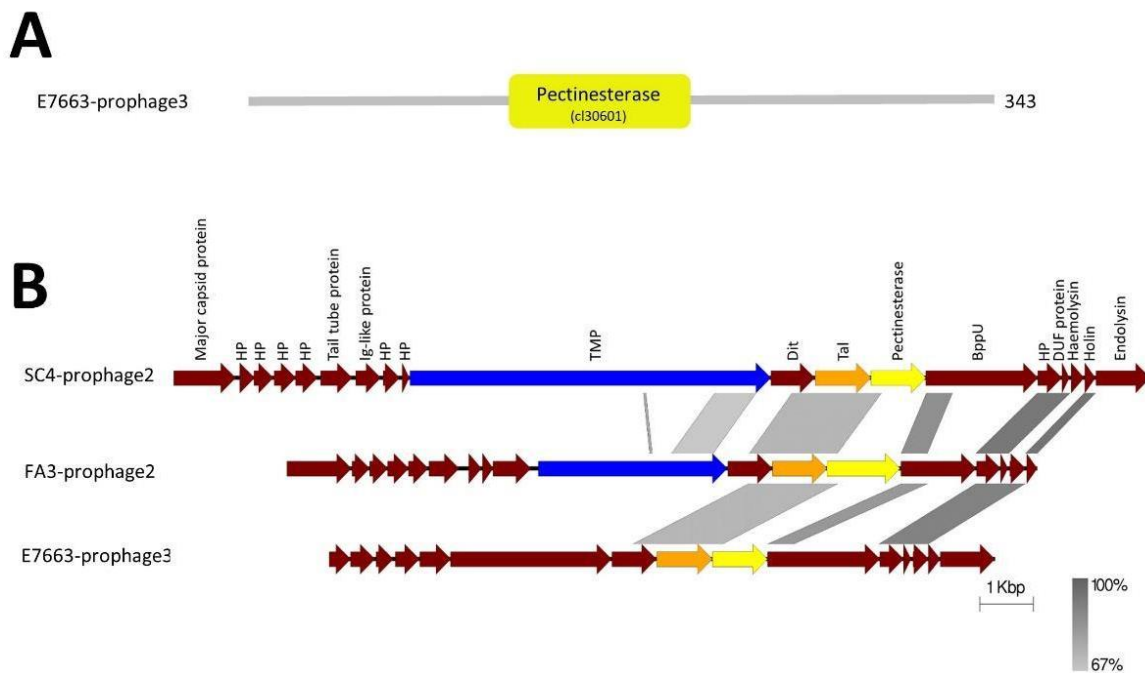 A
E7663-prophage3
Pectinesterase
(cl30601)
343
B
Major capsid protein
HP
HP
HP
HP
Tail tube protein
Ig-like protein
HP
HP
TMP
Dit
Tal
Pectinesterase
BppU
HP
DUF protein
Haemolysin
Holin
Endolysin
SC4-prophage2
FA3-prophage2
E7663-prophage3
1 Kbp
100%
67%